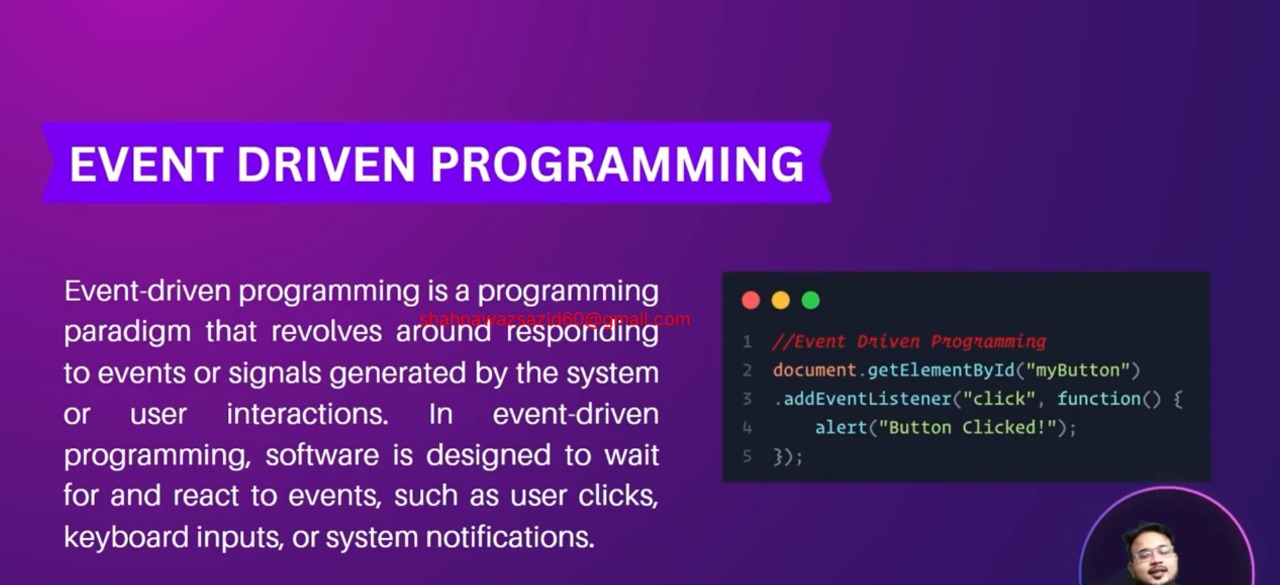 EVENT DRIVEN PROGRAMMING
Event-driven programming is a programming
paradigm that revolves around responding
to events or signals generated by the system
or user interactions. In event-driven
programming, software is designed to wait
for and react to events, such as user clicks,
keyboard inputs, or system notifications.
shahnawazsazid60@gmail.com
1 //Event Driven Programming
2 document.getElementById("myButton")
3 .addEventListener("click", function() {
4 alert("Button Clicked!");
5 });